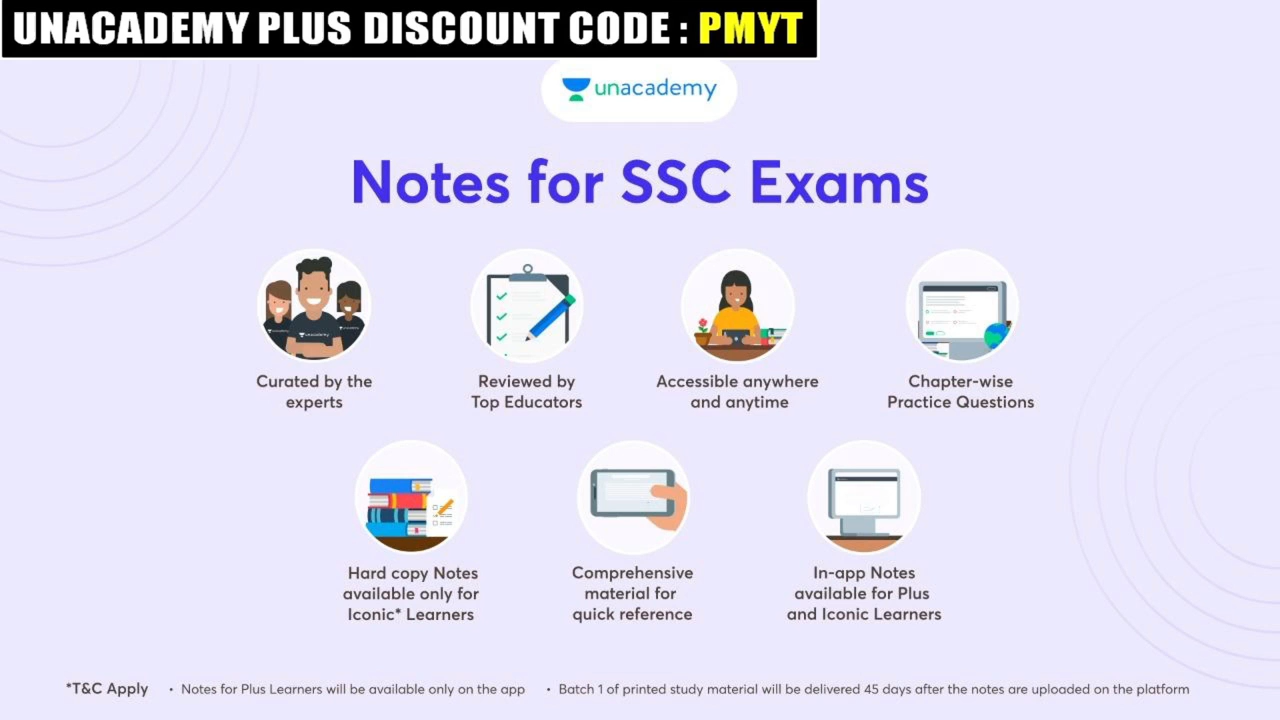 UNACADEMY PLUS DISCOUNT CODE : PMYT
unacademy
Notes for SSC Exams
Curated by the
experts
Reviewed by
Top Educators
Accessible anywhere
and anytime
Chapter-wise
Practice Questions
Hard copy Notes
available only for
Iconic* Learners
Comprehensive
material for
quick reference
In-app Notes
available for Plus
and Iconic Learners
*T&C Apply • Notes for Plus Learners will be available only on the app • Batch 1 of printed study material will be delivered 45 days after the notes are uploaded on the platform